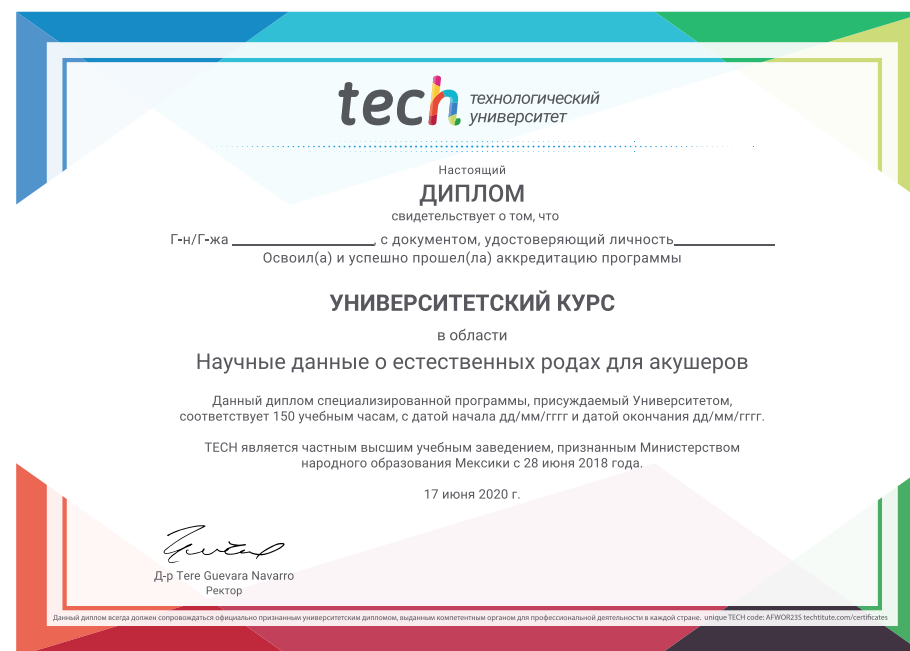 tech технологический
университет
Настоящий
ДИПЛОМ
свидетельствует о том, что
Г-н/Г-жа ____________________, с документом, удостоверяющий личность______________
Освоил(а) и успешно прошел(ла) аккредитацию программы
УНИВЕРСИТЕТСКИЙ КУРС
в области
Научные данные о естественных родах для акушеров
Данный диплом специализированной программы, присуждаемый Университетом,
соответствует 150 учебным часам, с датой начала дд/мм/гггг и датой окончания дд/мм/гггг.
TECH является частным высшим учебным заведением, признанным Министерством
народного образования Мексики с 28 июня 2018 года.
17 июня 2020 г.
Д-р Tere Guevara Navarro
Ректор
Данный диплом всегда должен сопровождаться официально признанным университетским дипломом, выданным компетентным органом для профессиональной деятельности в каждой стране. unique TECH code: AFWOR23S techtitute.com/certificates